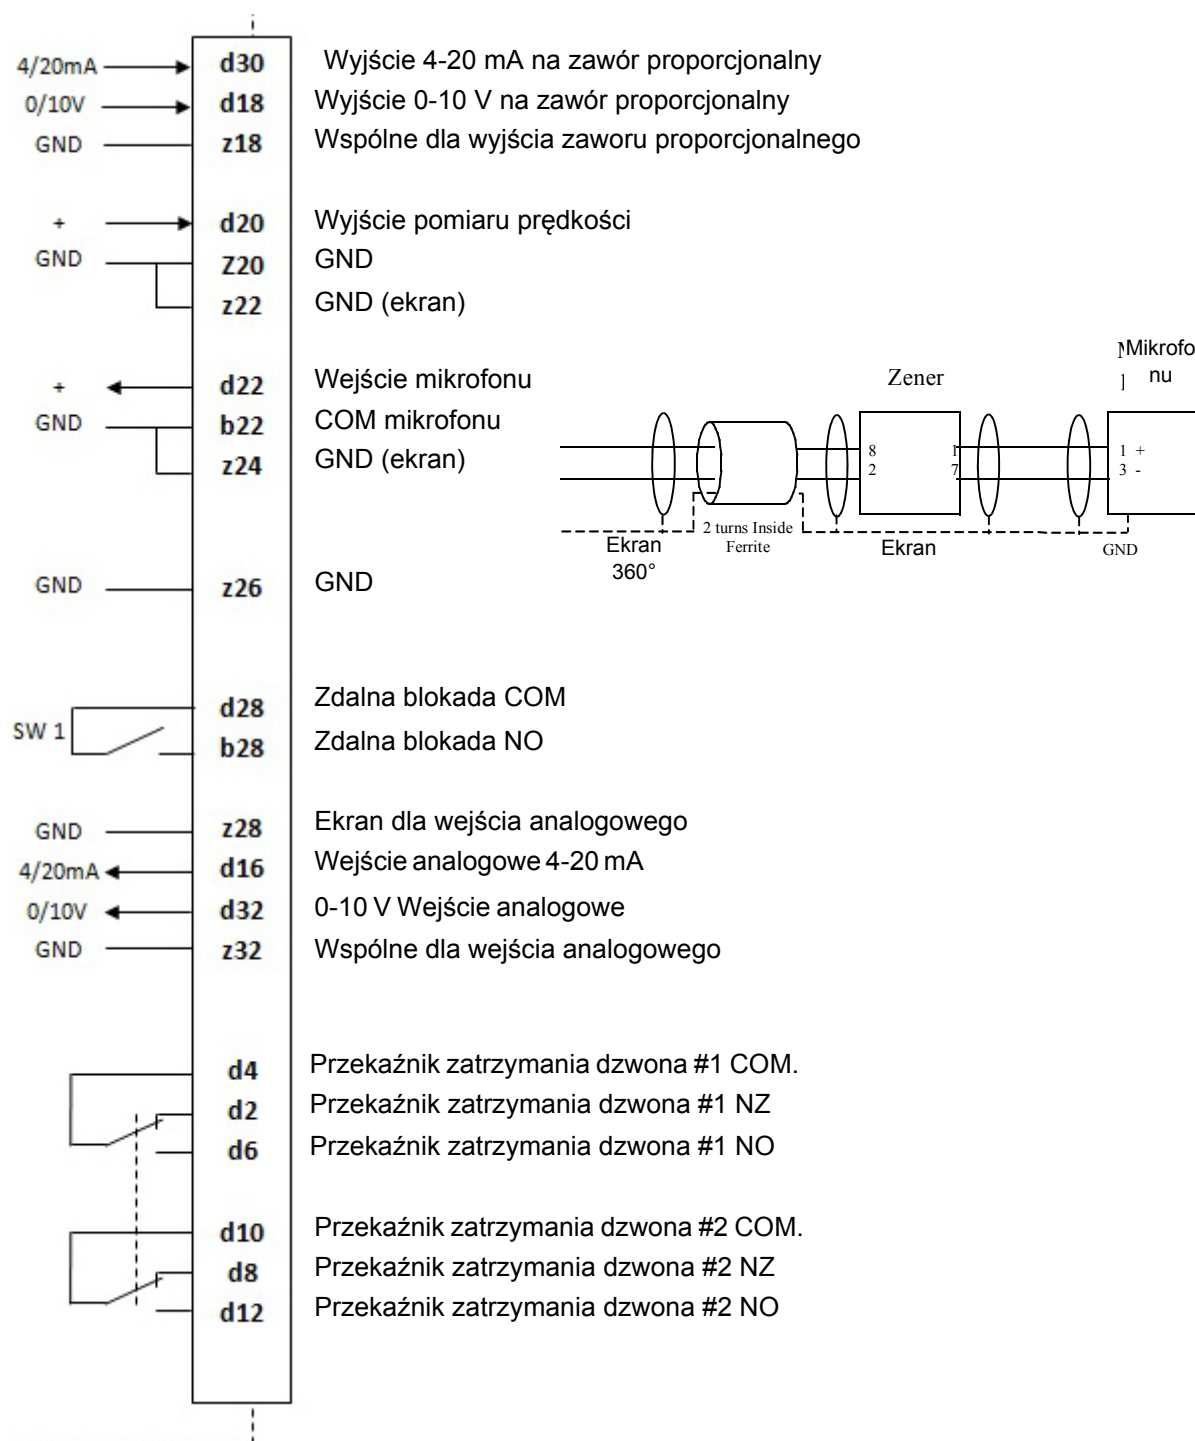 4/20mA d30 Wyjście 4-20 mA na zawór proporcjonalny
0/10V d18 Wyjście 0-10 V na zawór proporcjonalny
GND z18 Wspólne dla wyjścia zaworu proporcjonalnego
+ d20 Wyjście pomiaru prędkości
GND Z20 GND
z22 GND (ekran)
+ d22 Wejście mikrofonu
GND b22 COM mikrofonu
z24 GND (ekran)
Zener
Mikrofo
nu
8 1 1 +
2 7 3 -
2 turns Inside
Ferrite
Ekran
360°
Ekran
GND
GND z26 GND
SW 1
d28 Zdalna blokada COM
b28 Zdalna blokada NO
GND z28 Ekran dla wejścia analogowego
4/20mA d16 Wejście analogowe 4-20 mA
0/10V d32 0-10 V Wejście analogowe
GND z32 Wspólne dla wejścia analogowego
d4 Przekaźnik zatrzymania dzwona #1 COM.
d2 Przekaźnik zatrzymania dzwona #1 NZ
d6 Przekaźnik zatrzymania dzwona #1 NO
d10 Przekaźnik zatrzymania dzwona #2 COM.
d8 Przekaźnik zatrzymania dzwona #2 NZ
d12 Przekaźnik zatrzymania dzwona #2 NO